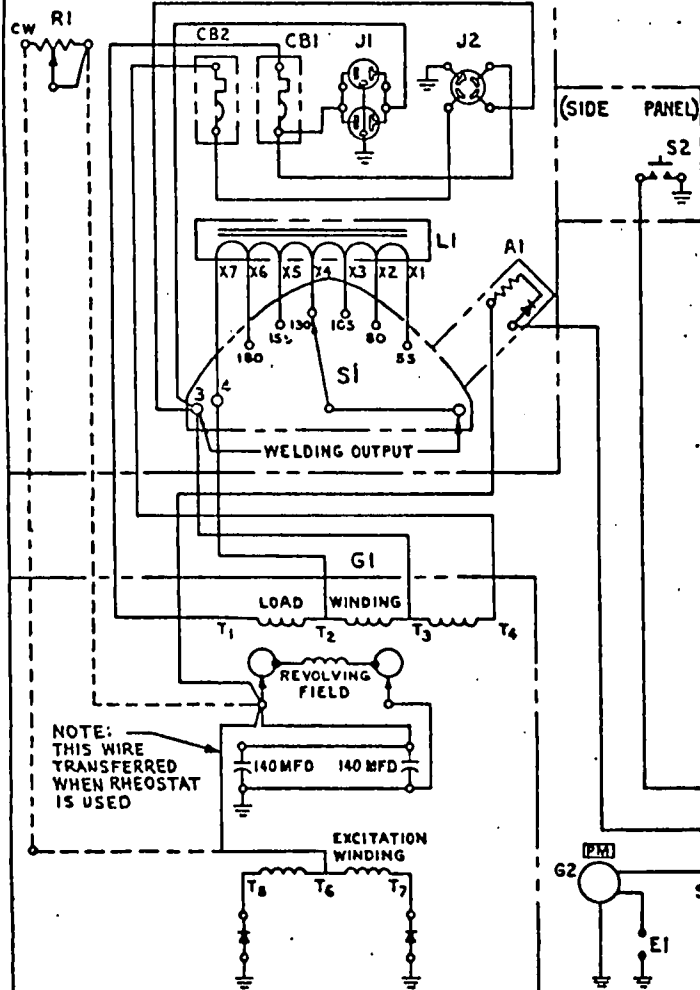 CW R1
CB2 CB1 J1 J2
(SIDE PANEL)
S2
L1
A1
X7 X6 X5 X4 X3 X2 X1
180 155 130 105 80 55
S1
3 4
WELDING OUTPUT
G1
LOAD WINDING
T1 T2 T3 T4
REVOLVING
FIELD
NOTE:
THIS WIRE
TRANSFERRED
WHEN RHEOSTAT
IS USED
140 MFD 140 MFD
EXCITATION
WINDING
T8 T6 T7
PM
G2
E1